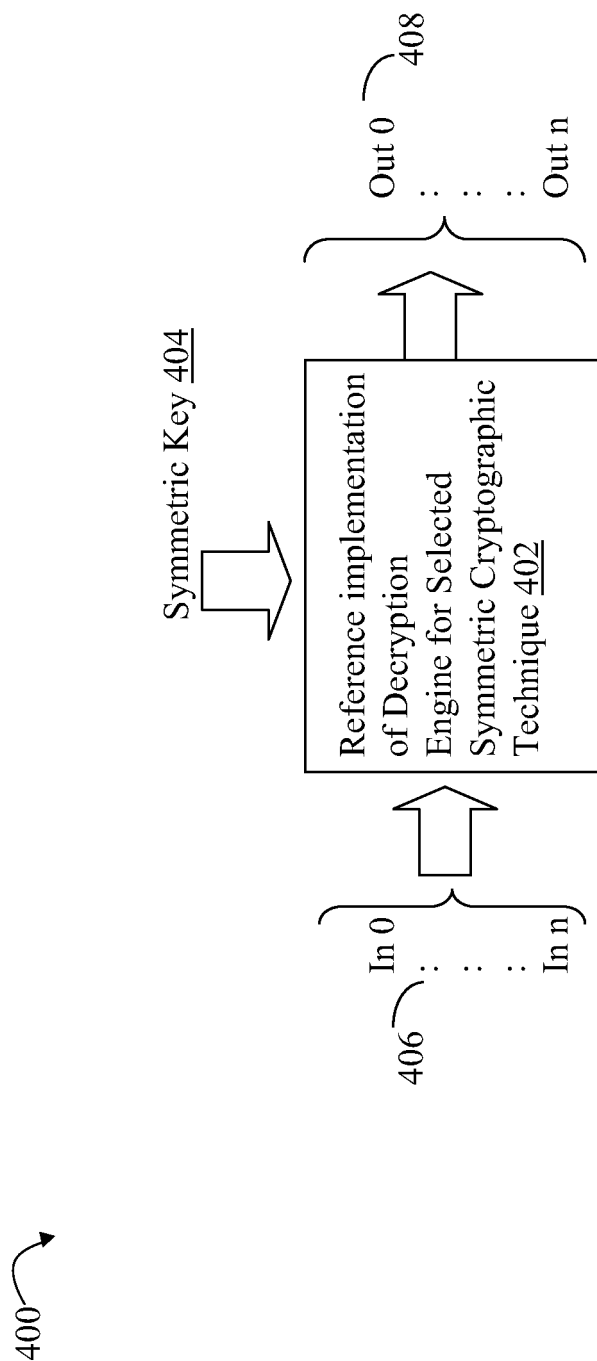 400
Symmetric Key 404
406
In 0
: : :
In n
Reference implementation
of Decryption
Engine for Selected
Symmetric Cryptographic
Technique 402
408
Out 0
: : :
Out n